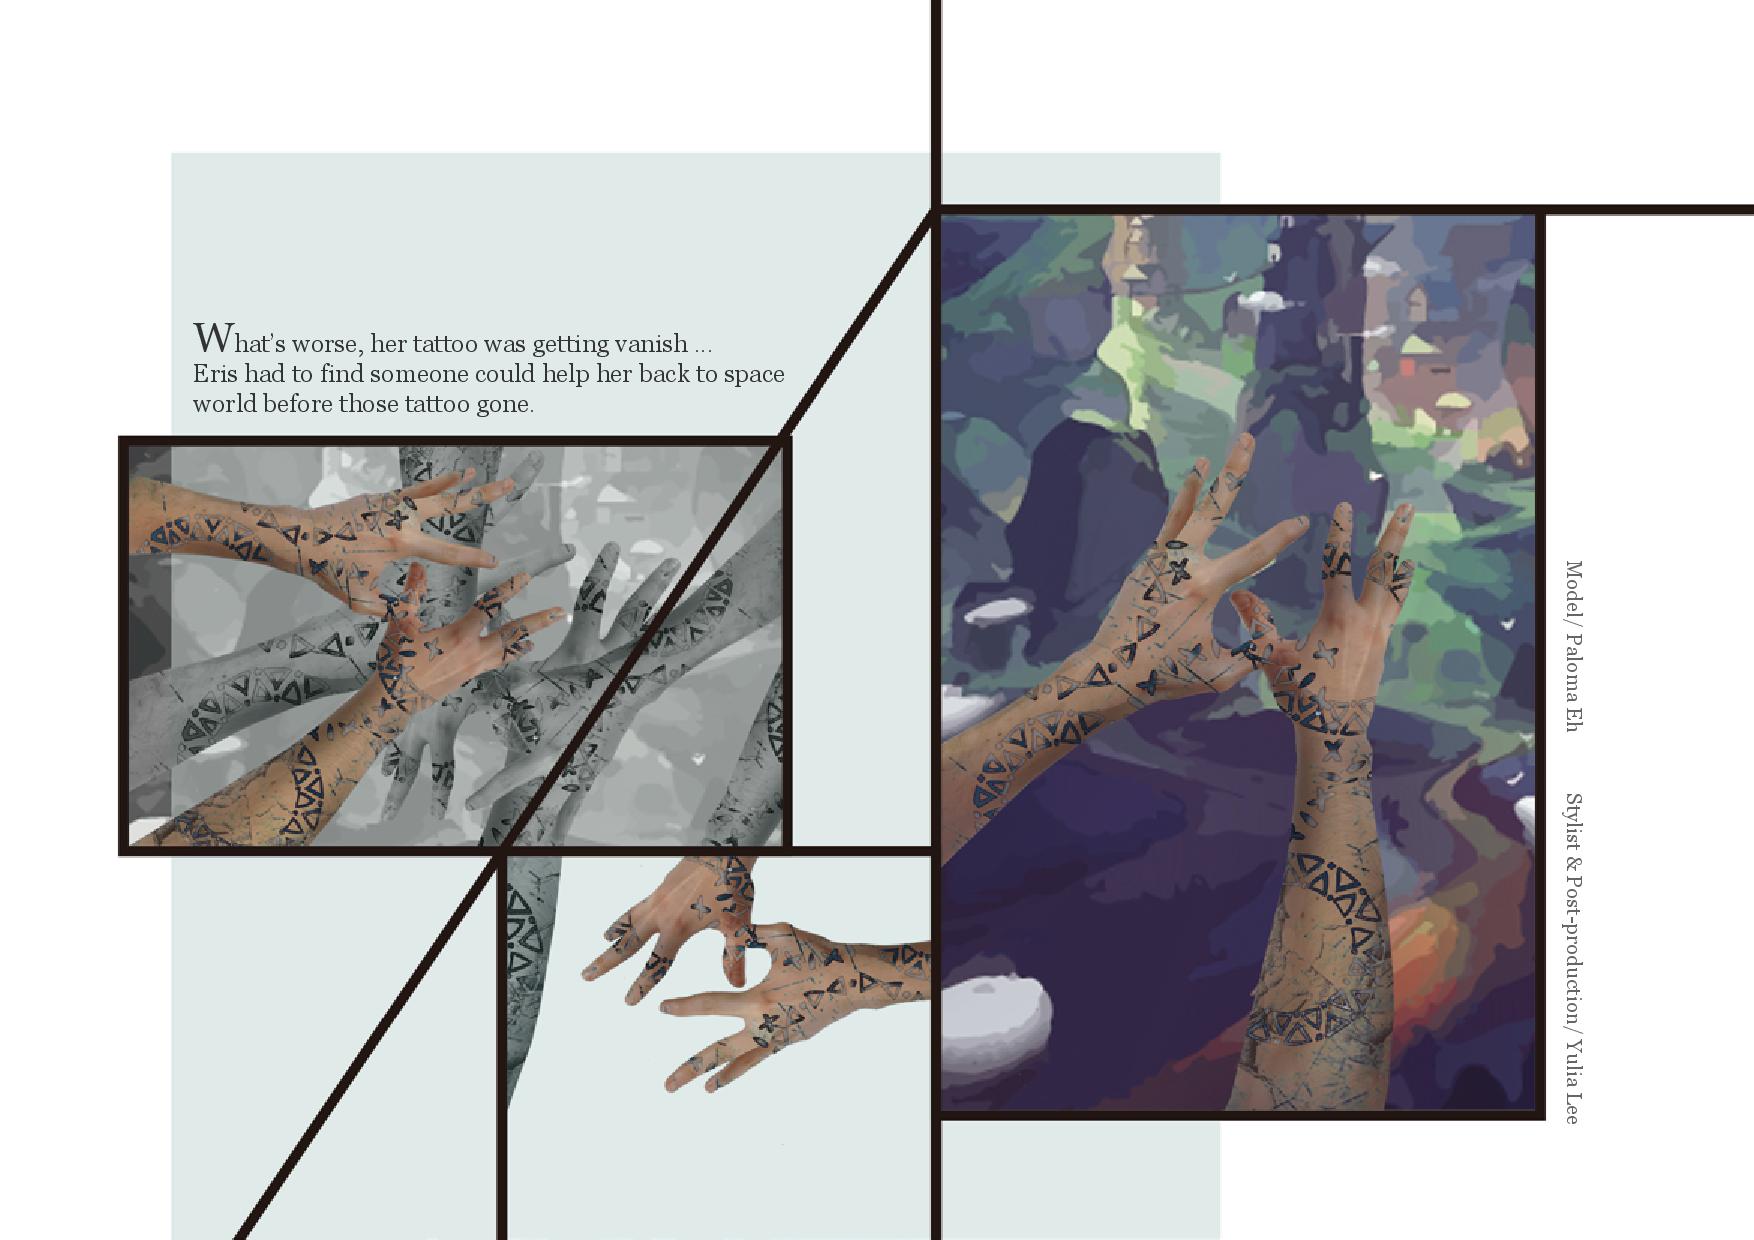 What's worse, her tattoo was getting vanish ...
Eris had to find someone could help her back to space
world before those tattoo gone.
Model/ Paloma Eh
Stylist & Post-production/ Yulia Lee